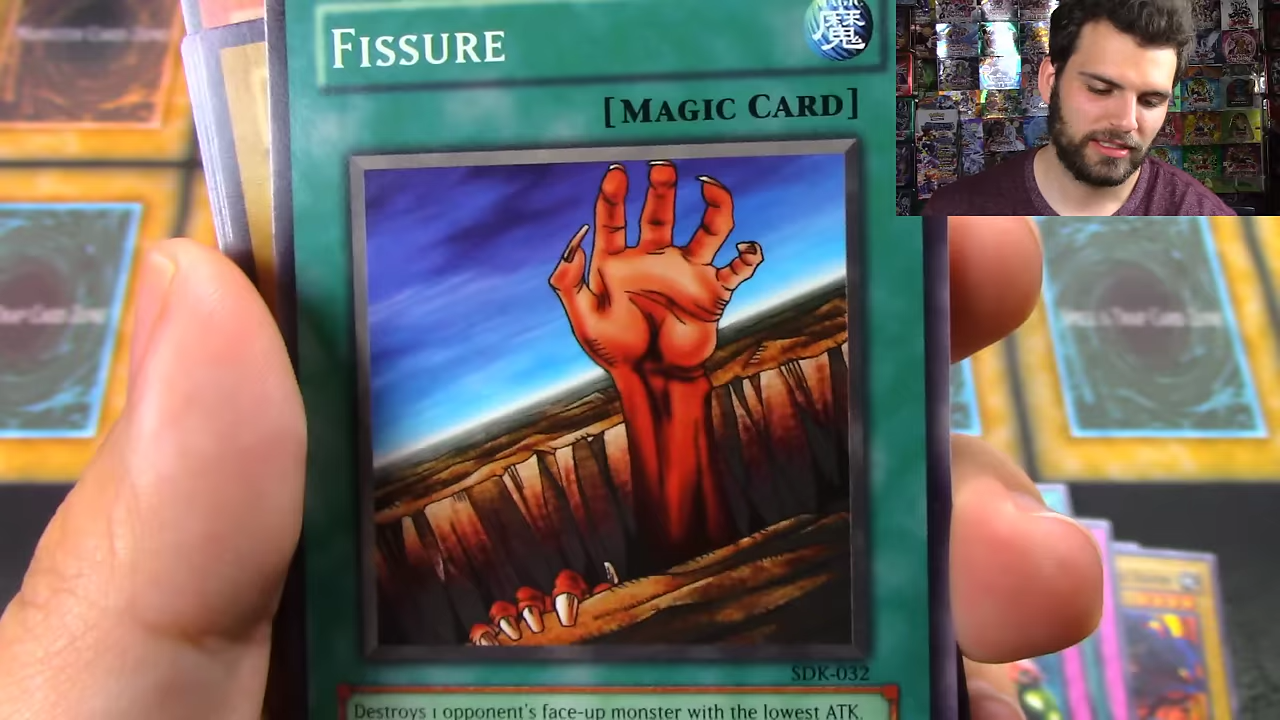 FISSURE
魔
[MAGIC CARD]
SDK-032
Destroys 1 opponent's face-up monster with the lowest ATK.